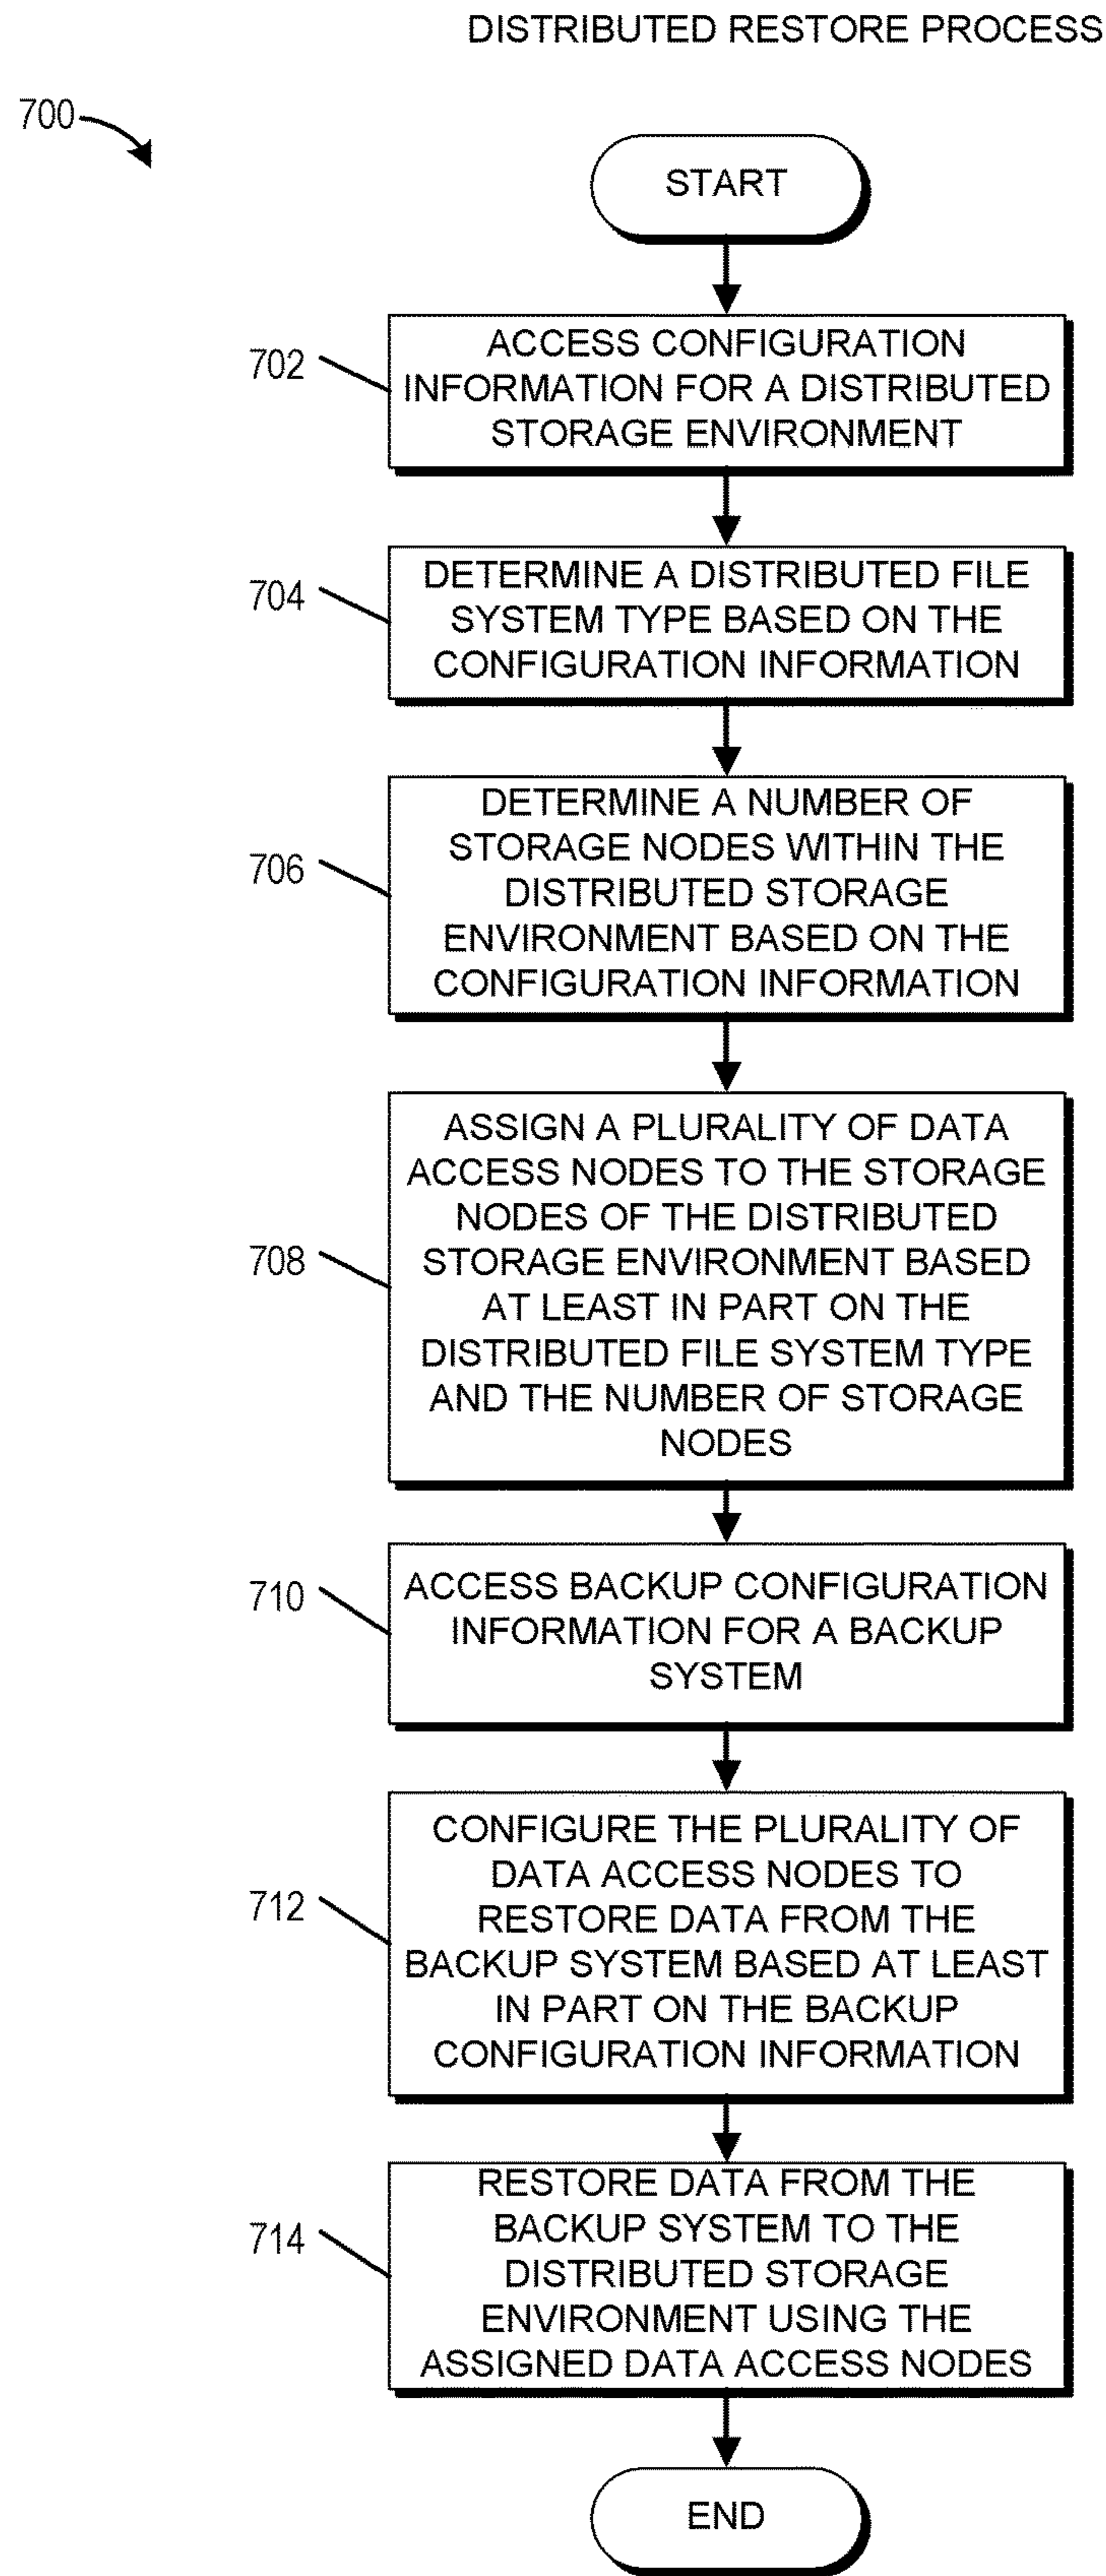 DISTRIBUTED RESTORE PROCESS
700
START
702
ACCESS CONFIGURATION
INFORMATION FOR A DISTRIBUTED
STORAGE ENVIRONMENT
704
DETERMINE A DISTRIBUTED FILE
SYSTEM TYPE BASED ON THE
CONFIGURATION INFORMATION
706
DETERMINE A NUMBER OF
STORAGE NODES WITHIN THE
DISTRIBUTED STORAGE
ENVIRONMENT BASED ON THE
CONFIGURATION INFORMATION
708
ASSIGN A PLURALITY OF DATA
ACCESS NODES TO THE STORAGE
NODES OF THE DISTRIBUTED
STORAGE ENVIRONMENT BASED
AT LEAST IN PART ON THE
DISTRIBUTED FILE SYSTEM TYPE
AND THE NUMBER OF STORAGE
NODES
710
ACCESS BACKUP CONFIGURATION
INFORMATION FOR A BACKUP
SYSTEM
712
CONFIGURE THE PLURALITY OF
DATA ACCESS NODES TO
RESTORE DATA FROM THE
BACKUP SYSTEM BASED AT LEAST
IN PART ON THE BACKUP
CONFIGURATION INFORMATION
714
RESTORE DATA FROM THE
BACKUP SYSTEM TO THE
DISTRIBUTED STORAGE
ENVIRONMENT USING THE
ASSIGNED DATA ACCESS NODES
END